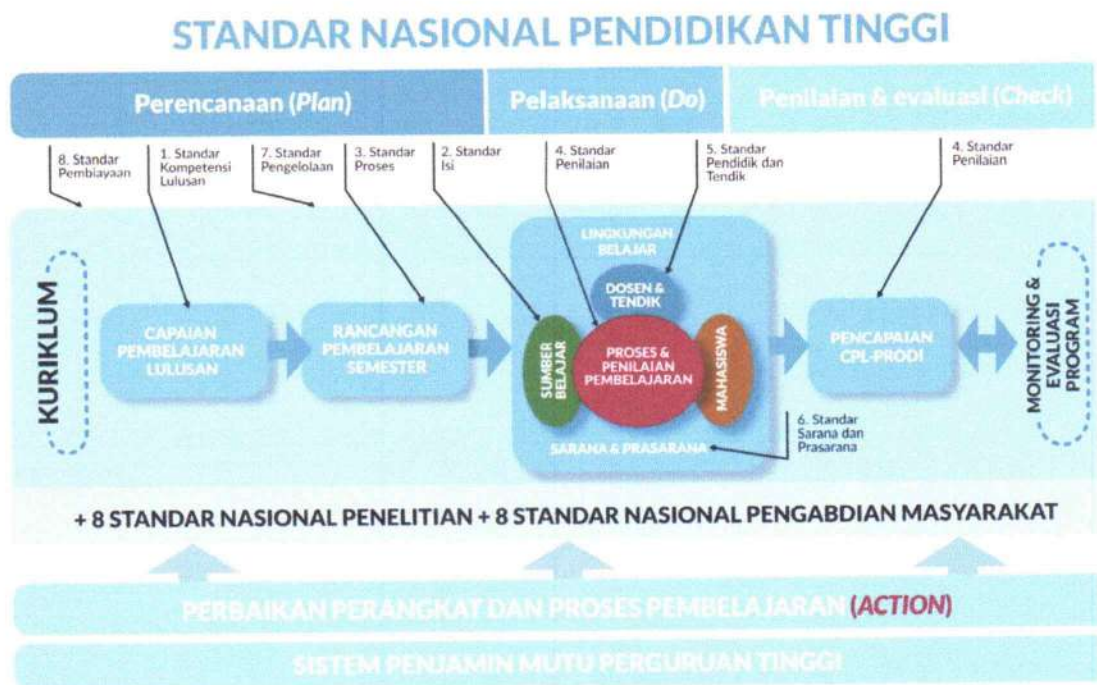 STANDAR NASIONAL PENDIDIKAN TINGGI
Perencanaan (Plan)
Pelaksanaan (Do)
Penilaian & evaluasi (Check)
8. Standar
Pembiayaan
1. Standar
Kompetensi
Lulusan
7. Standar
Pengelolaan
3. Standar
Proses
2. Standar
Isi
4. Standar
Penilaian
5. Standar
Pendidik dan
Tendik
4. Standar
Penilaian
KURIKLUM
CAPAIAN
PEMBELAJARAN
LULUSAN
RANCANGAN
PEMBELAJARAN
SEMESTER
LINGKUNGAN
BELAJAR
DOSEN &
TENDIK
SUMBER
BELAJAR
PROSES &
PENILAIAN
PEMBELAJARAN
MAHASISWA
SARANA & PRASARANA
6. Standar
Sarana dan
Prasarana
PENCAPAIAN
CPL-PRODI
MONITORING &
EVALUASI
PROGRAM
+ 8 STANDAR NASIONAL PENELITIAN + 8 STANDAR NASIONAL PENGABDIAN MASYARAKAT
PERBAIKAN PERANGKAT DAN PROSES PEMBELAJARAN (ACTION)
SISTEM PENJAMIN MUTU PERGURUAN TINGGI